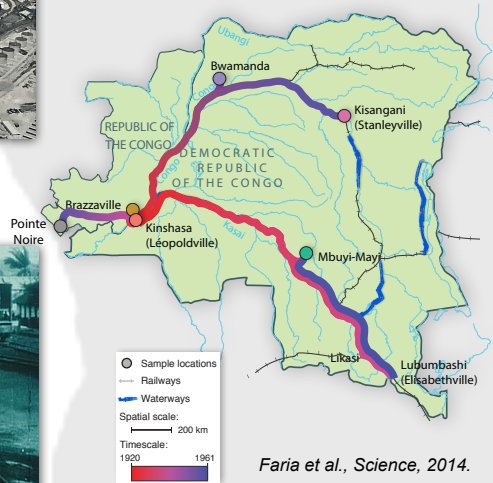 Ubangi
Bwamanda
Congo
Kisangani
(Stanleyville)
REPUBLIC OF
THE CONGO
DEMOCRATIC
REPUBLIC
OF THE CONGO
Congo
Brazzaville
Pointe
Noire
Kinshasa
(Léopoldville)
Kasai
Mbuyi-Mayi
Likasi
Lubumbashi
(Elisabethville)
Sample locations
Railways
Waterways
Spatial scale:
200 km
Timescale:
1920 1961
Faria et al., Science, 2014.